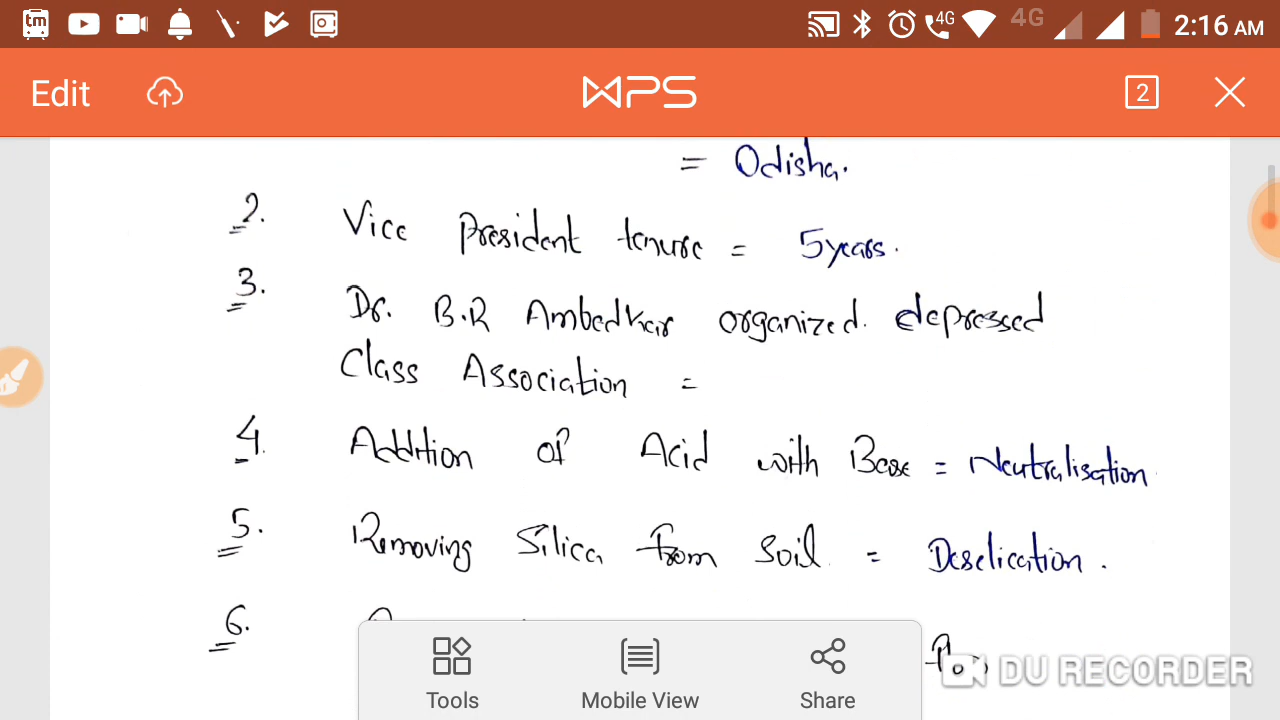 tm 4G 4G 2:16 AM
Edit WPS 2
= Odisha.
2. Vice President tenure = 5years.
3. Dr. B.R Ambedkar organized. depressed
Class Association =
4. Addition of Acid with Base = Neutralisation
5. Removing Silica from Soil. = Deselication.
6.
DU RECORDER
Tools Mobile View Share